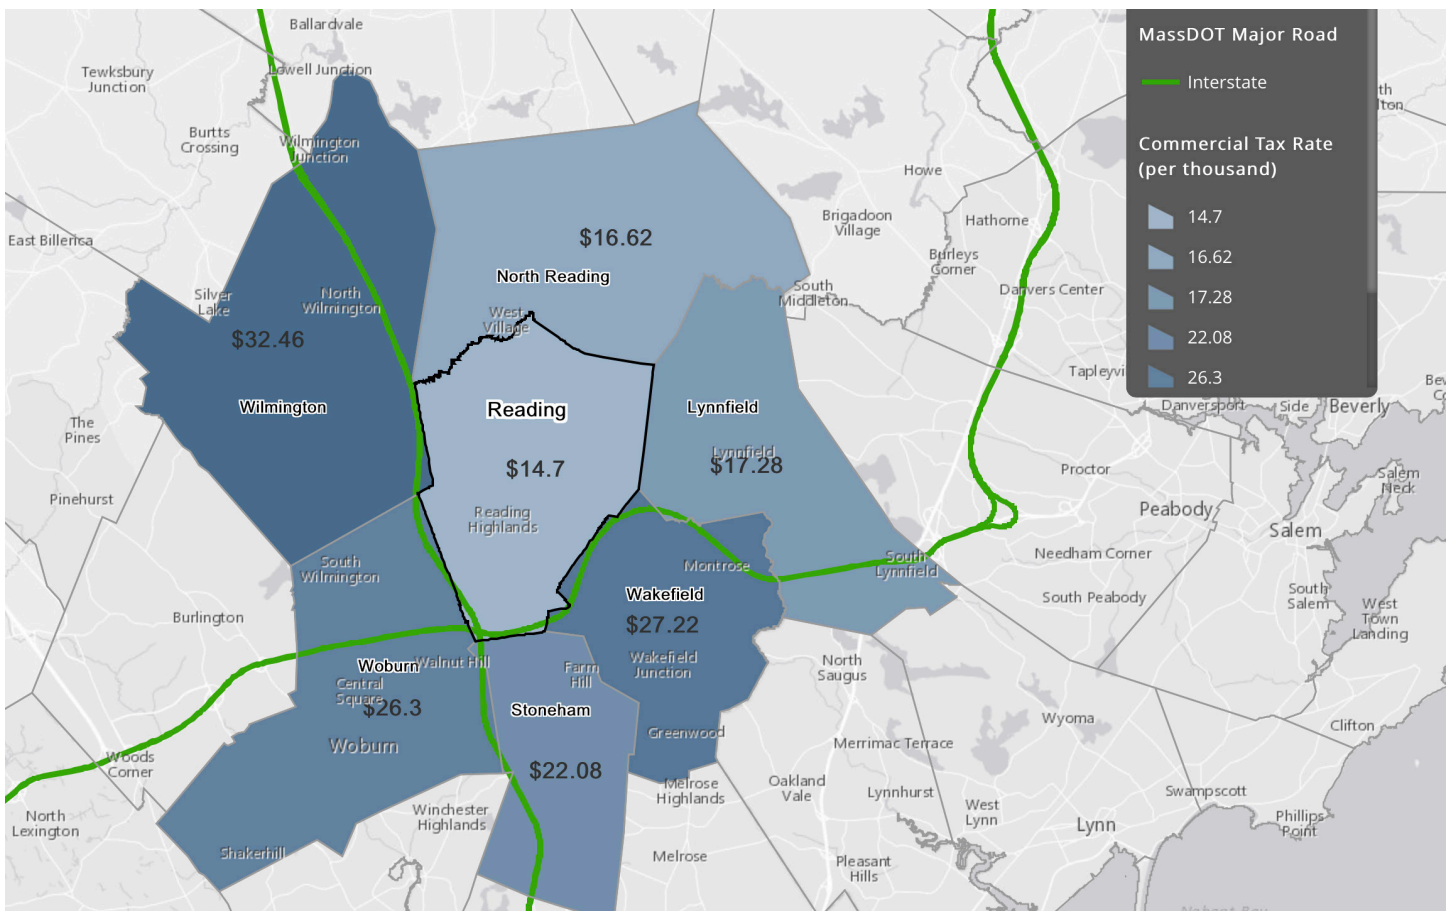 Ballardvale
Tewksbury
Junction
Lowell Junction
Burtts
Crossing
Wilmington
Junction
MassDOT Major Road
Interstate
Commercial Tax Rate
(per thousand)
14.7
16.62
17.28
22.08
26.3
Howe
Brigadoon
Village
Hathorne
East Billerica
$16.62
North Reading
Burleys
Corner
Silver
Lake
North
Wilmington
South
Middleton
Danvers Center
West
Village
$32.46
Wilmington
Reading
Lynnfield
Danversport
Side
Beverly
The
Pines
Lynnfield
$17.28
$14.7
Proctor
Salem
Neck
Pinehurst
Reading
Highlands
Peabody
Salem
South
Wilmington
Montrose
South
Lynnfield
Needham Corner
Burlington
Wakefield
$27.22
South Peabody
South
Salem
West
Town
Landing
Woburn
Walnut Hill
Central
Square
$26.3
Farm
Hill
Wakefield
Junction
North
Saugus
Stoneham
Woburn
Greenwood
Wyoma
Clifton
Woods
Corner
$22.08
Merrimac Terrace
Melrose
Highlands
Oakland
Vale
Lynnhurst
Swampscott
North
Lexington
Winchester
Highlands
West
Lynn
Lynn
Phillips
Point
Shakerhill
Melrose
Pleasant
Hills